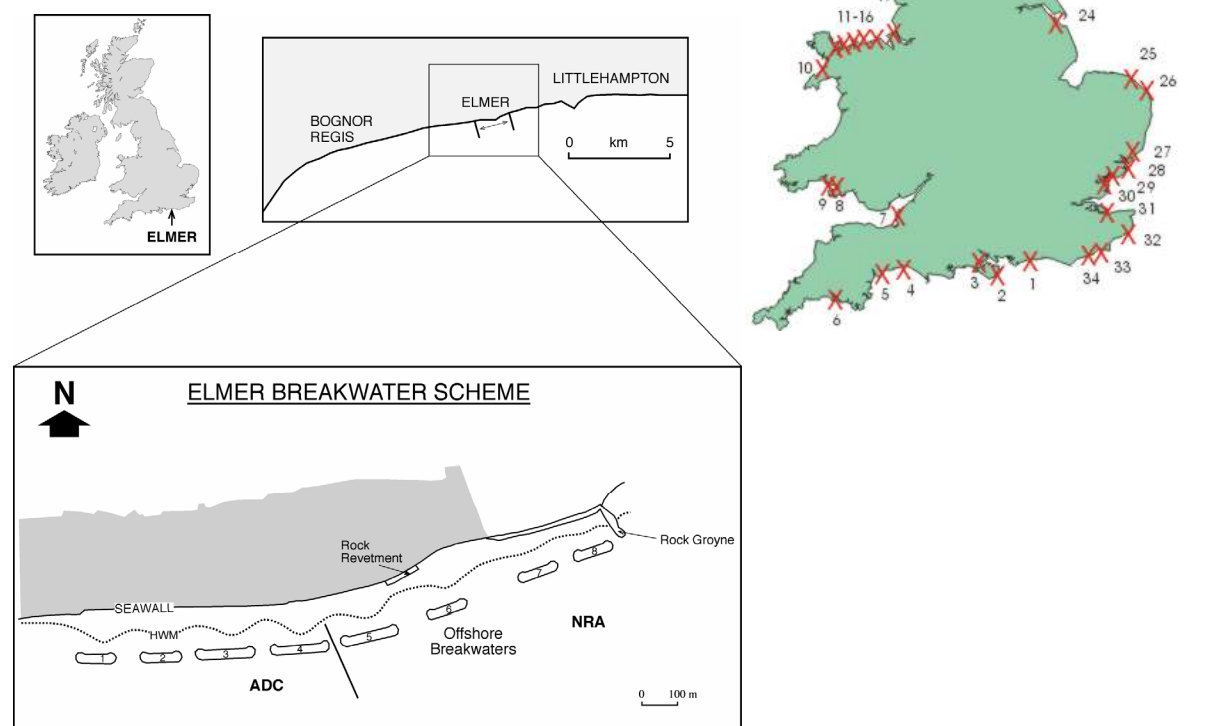 ELMER
BOGNOR
REGIS
ELMER
LITTLEHAMPTON
0 km 5
11-16
24
10
25
26
27
28
29
30
31
32
33
34
9
8
7
6
5
4
3
2
1
N
ELMER BREAKWATER SCHEME
Rock
Revetment
Rock Groyne
SEAWALL
HWM
1
2
3
4
5
6
7
8
Offshore
Breakwaters
NRA
ADC
0 100 m